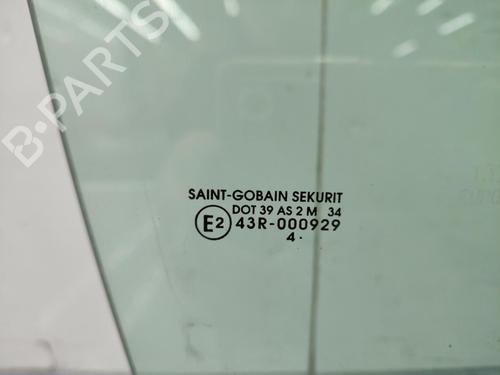 B-PARTS
SAINT-GOBAIN SEKURIT
DOT 39 AS 2 M 34
E2 43R-000929
4.